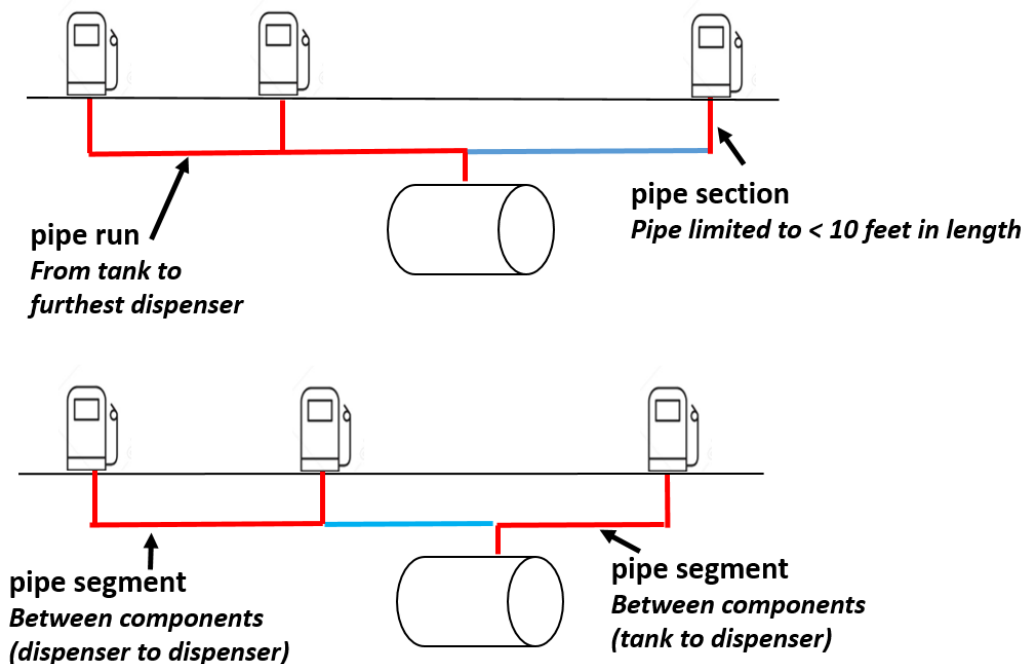 pipe run
From tank to
furthest dispenser
pipe section
Pipe limited to < 10 feet in length
pipe segment
Between components
(dispenser to dispenser)
pipe segment
Between components
(tank to dispenser)